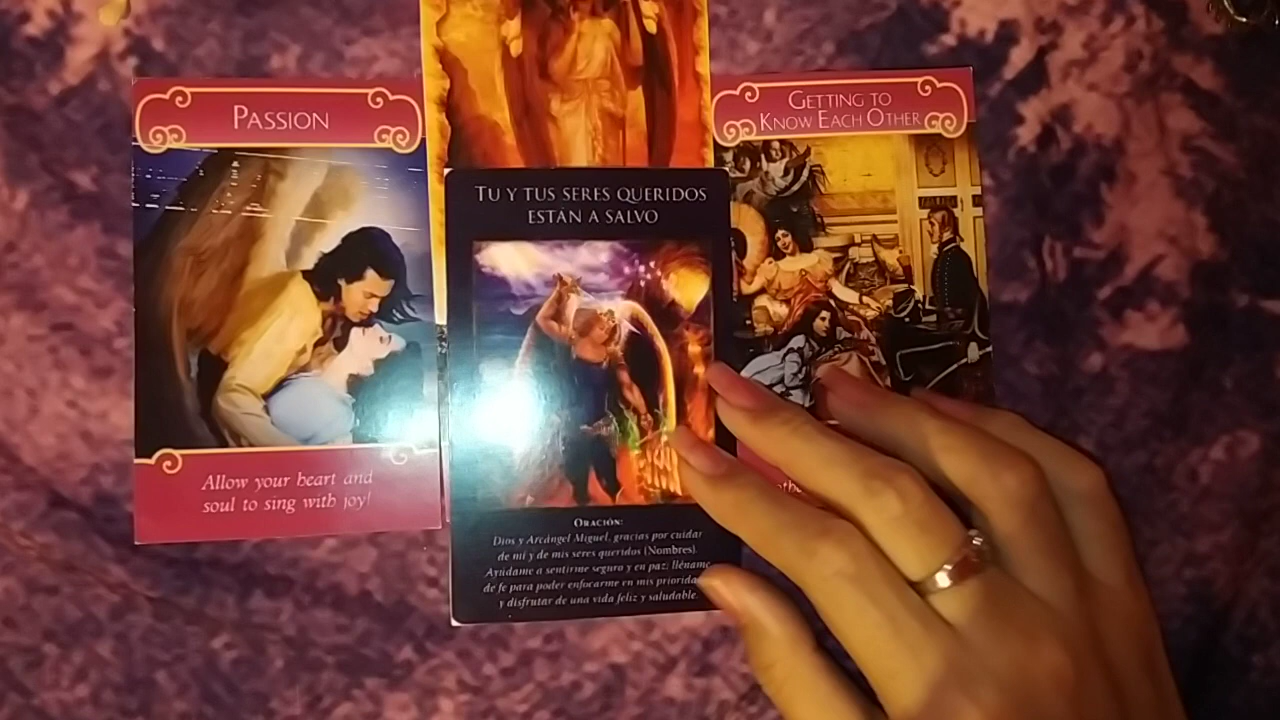 PASSION
Allow your heart and
soul to sing with joy!
TU Y TUS SERES QUERIDOS
ESTÁN A SALVO
ORACIÓN:
Dios y Arcángel Miguel, gracias por cuidar
de mí y de mis seres queridos (Nombres).
Ayúdame a sentirme seguro y en paz; lléname
de fe para poder enfocarme en mis
y disfrutar de una vida feliz y saludable.
GETTING TO
KNOW EACH OTHER